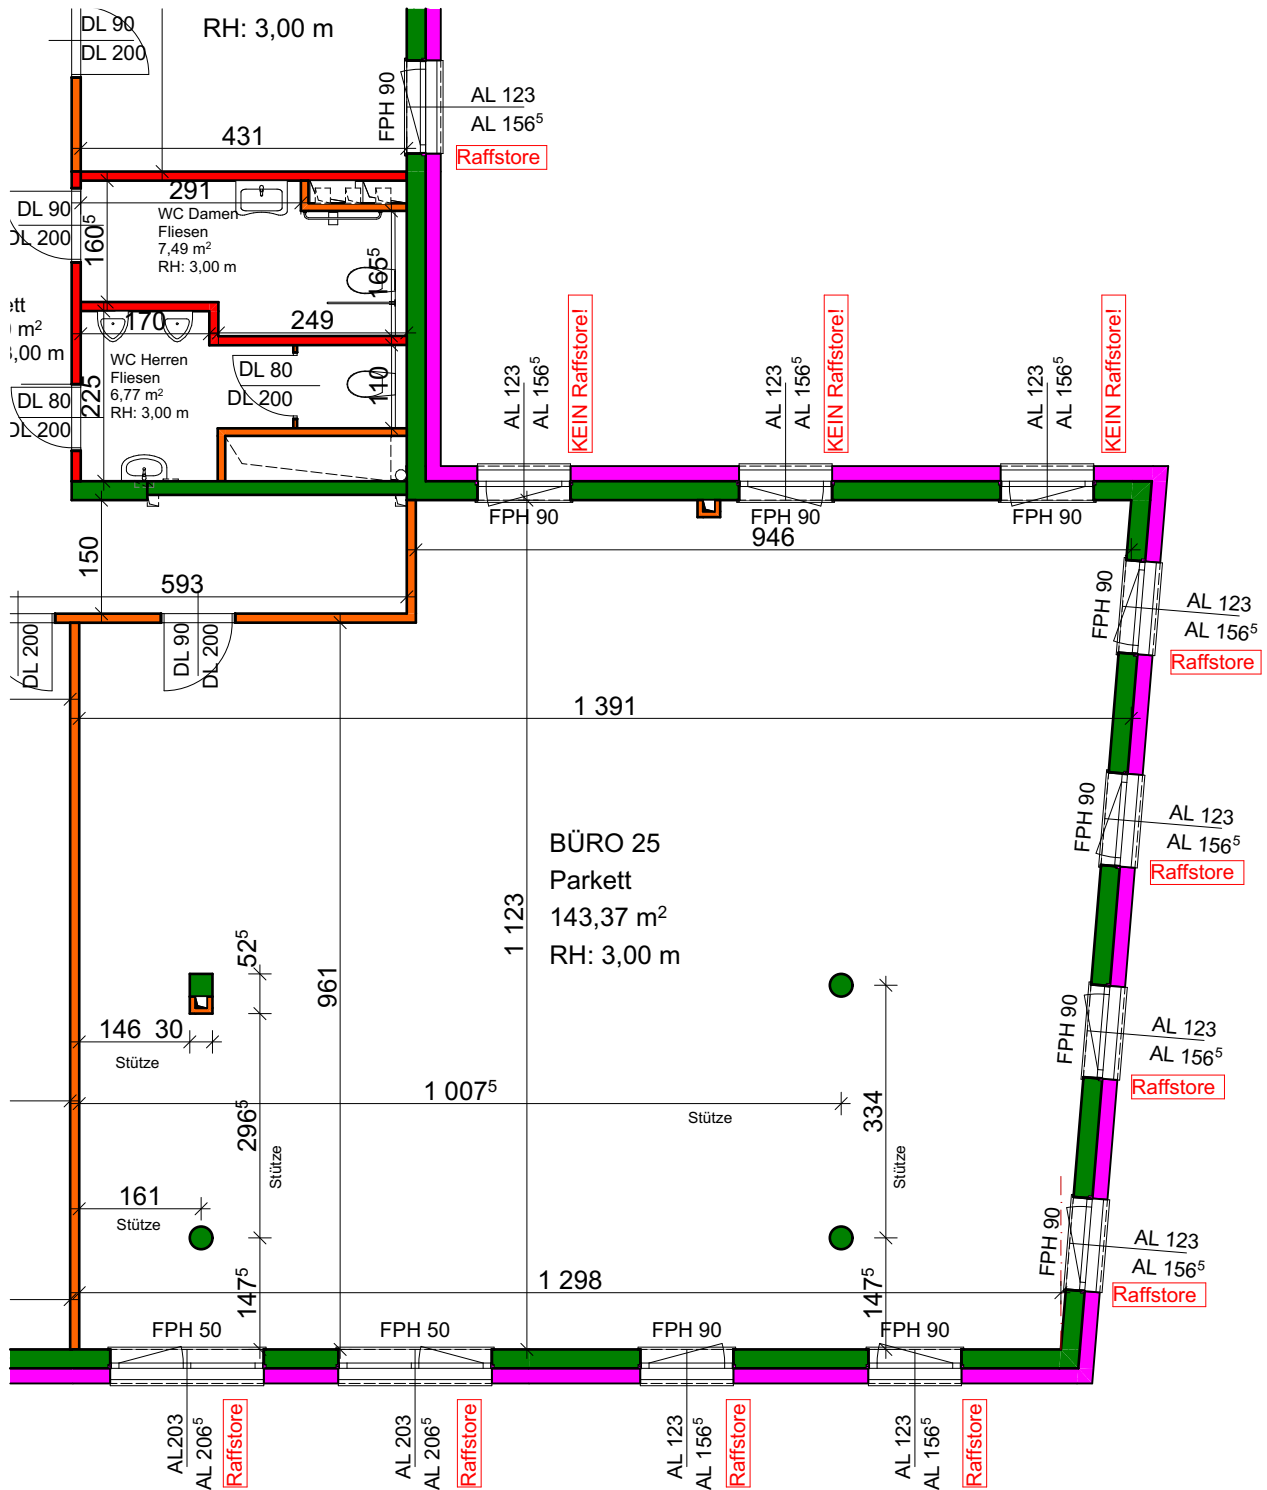 DL 90
DL 200
RH: 3,00 m
FPH 90
AL 123
AL 156⁵
Raffstore
431
291
DL 90
DL 200
160⁵
WC Damen
Fliesen
7,49 m²
RH: 3,00 m
165⁵
ett
m²
,00 m
170
249
WC Herren
Fliesen
6,77 m²
RH: 3,00 m
225
DL 80
DL 200
110
DL 80
DL 200
AL 123
AL 156⁵
KEIN Raffstore!
AL 123
AL 156⁵
KEIN Raffstore!
AL 123
AL 156⁵
KEIN Raffstore!
FPH 90
FPH 90
FPH 90
946
150
593
DL 200
DL 90
DL 200
FPH 90
AL 123
AL 156⁵
Raffstore
1 391
FPH 90
AL 123
AL 156⁵
Raffstore
BÜRO 25
Parkett
143,37 m²
RH: 3,00 m
1 123
961
52⁵
146
30
Stütze
FPH 90
AL 123
AL 156⁵
Raffstore
1 007⁵
Stütze
296⁵
Stütze
334
Stütze
161
Stütze
FPH 90
AL 123
AL 156⁵
Raffstore
147⁵
1 298
147⁵
FPH 50
FPH 50
FPH 90
FPH 90
AL203
AL 206⁵
Raffstore
AL 203
AL 206⁵
Raffstore
AL 123
AL 156⁵
Raffstore
AL 123
AL 156⁵
Raffstore